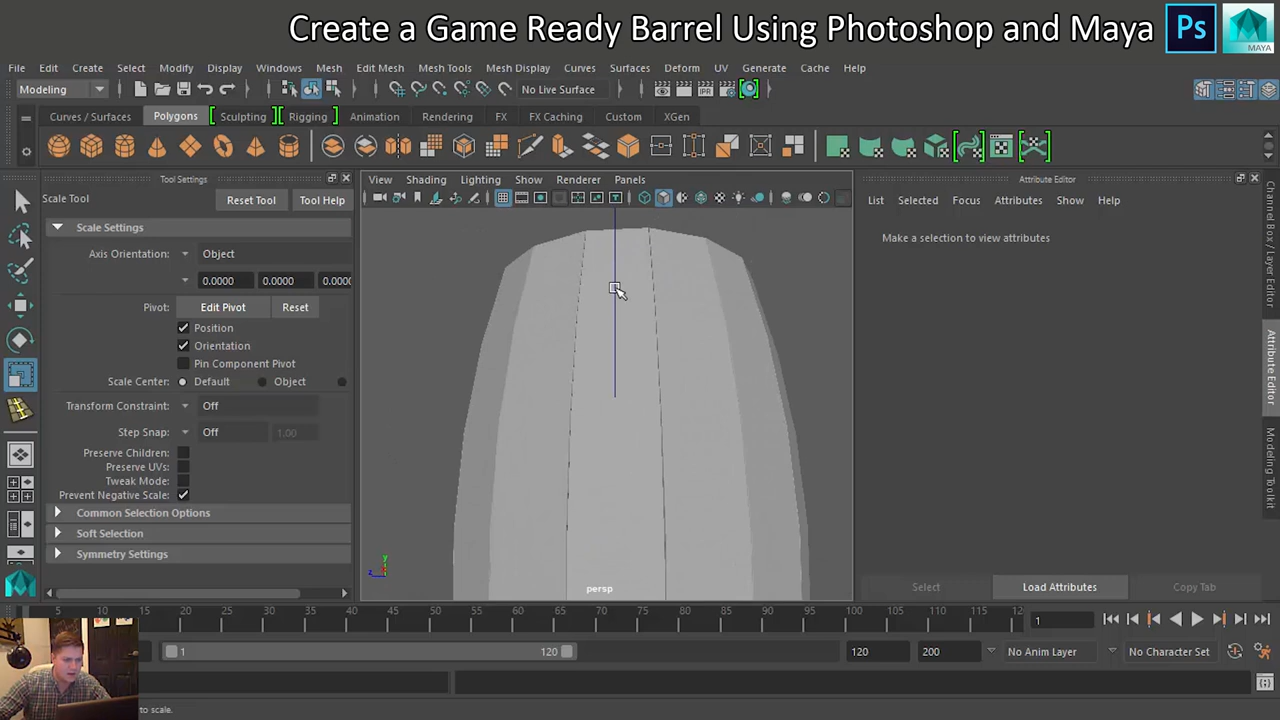 Create a Game Ready Barrel Using Photoshop and Maya
Ps
MAYA
File Edit Create Select Modify Display Windows Mesh Edit Mesh Mesh Tools Mesh Display Curves Surfaces Deform UV Generate Cache Help
Modeling
No Live Surface
Curves / Surfaces Polygons Sculpting Rigging Animation Rendering FX FX Caching Custom XGen
Tool Settings
Scale Tool
Reset Tool
Tool Help
Scale Settings
Axis Orientation: Object
0.0000 0.0000 0.0000
Pivot: Edit Pivot Reset
Position
Orientation
Pin Component Pivot
Scale Center: Default Object
Transform Constraint: Off
Step Snap: Off 1.00
Preserve Children:
Preserve UVs:
Tweak Mode:
Prevent Negative Scale:
Common Selection Options
Soft Selection
Symmetry Settings
View Shading Lighting Show Renderer Panels
y
z
persp
Attribute Editor
List Selected Focus Attributes Show Help
Make a selection to view attributes
Select
Load Attributes
Copy Tab
Channel Box / Layer Editor
Attribute Editor
Modeling Toolkit
5 10 15 20 25 30 35 40 45 50 55 60 65 70 75 80 85 90 95 100 105 110 115 12
1
1 120
120 200 No Anim Layer No Character Set
to scale.